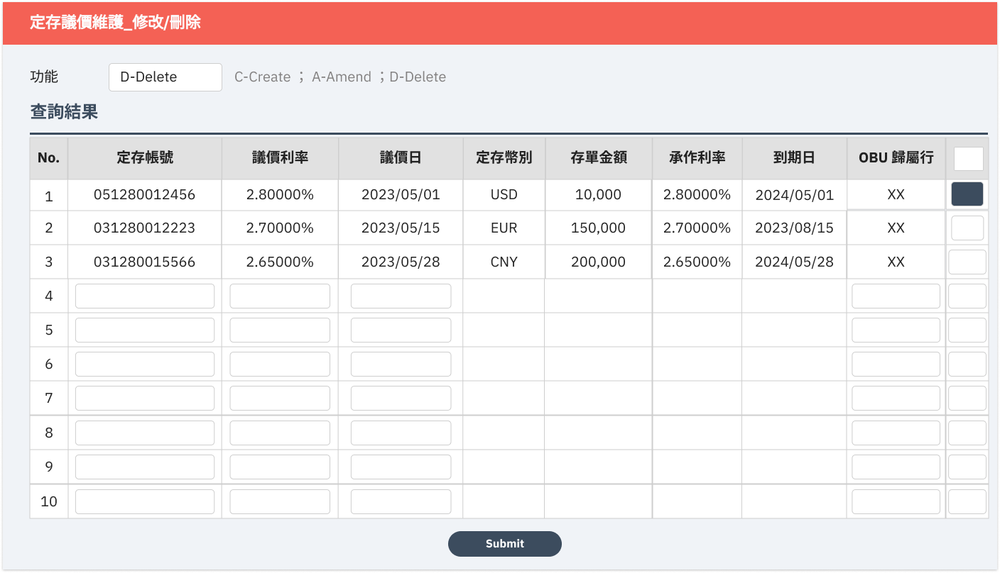 定存議價維護_修改/刪除
功能 D-Delete C-Create ； A-Amend ；D-Delete
查詢結果
No. 定存帳號 議價利率 議價日 定存幣別 存單金額 承作利率 到期日 OBU 歸屬行
1 051280012456 2.80000% 2023/05/01 USD 10,000 2.80000% 2024/05/01 XX
2 031280012223 2.70000% 2023/05/15 EUR 150,000 2.70000% 2023/08/15 XX
3 031280015566 2.65000% 2023/05/28 CNY 200,000 2.65000% 2024/05/28 XX
4
5
6
7
8
9
10
Submit